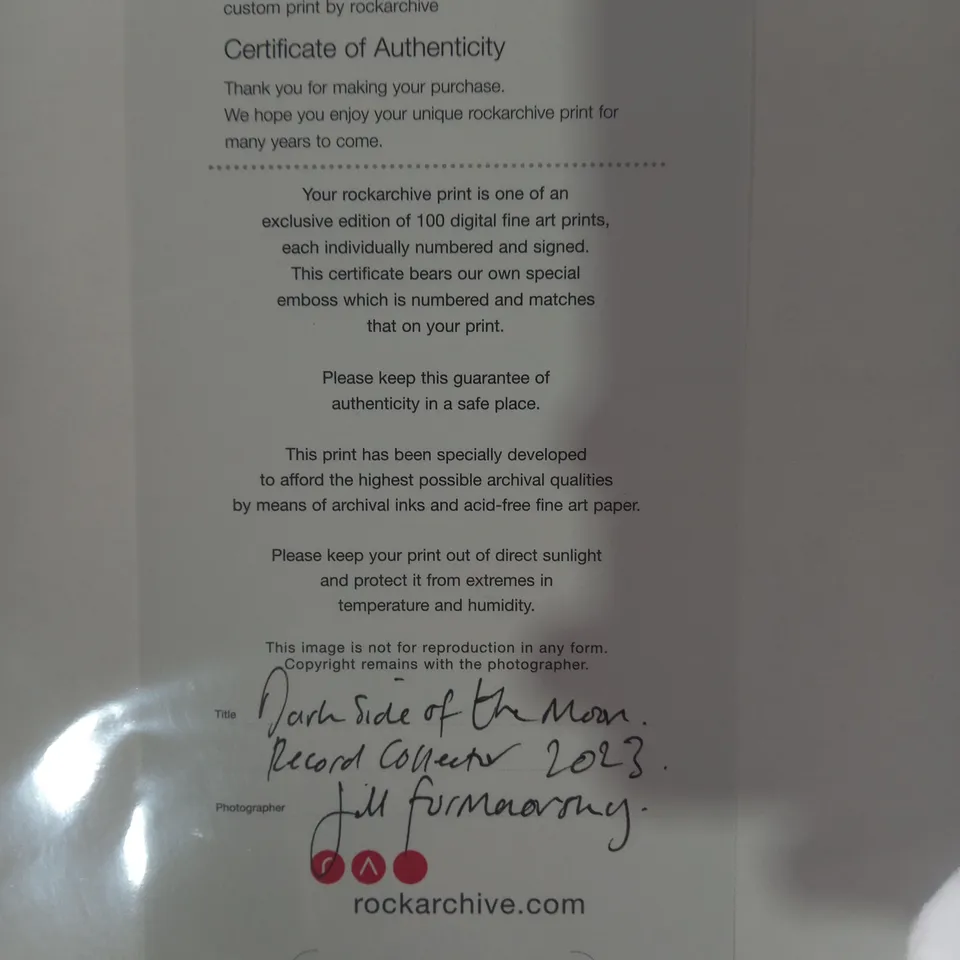 custom print by rockarchive
Certificate of Authenticity
Thank you for making your purchase.
We hope you enjoy your unique rockarchive print for
many years to come.
Your rockarchive print is one of an
exclusive edition of 100 digital fine art prints,
each individually numbered and signed.
This certificate bears our own special
emboss which is numbered and matches
that on your print.
Please keep this guarantee of
authenticity in a safe place.
This print has been specially developed
to afford the highest possible archival qualities
by means of archival inks and acid-free fine art paper.
Please keep your print out of direct sunlight
and protect it from extremes in
temperature and humidity.
This image is not for reproduction in any form.
Copyright remains with the photographer.
Title Dark Side of the Moon.
Record Collector 2023.
Photographer Jill Furmanovsky.
rockarchive.com